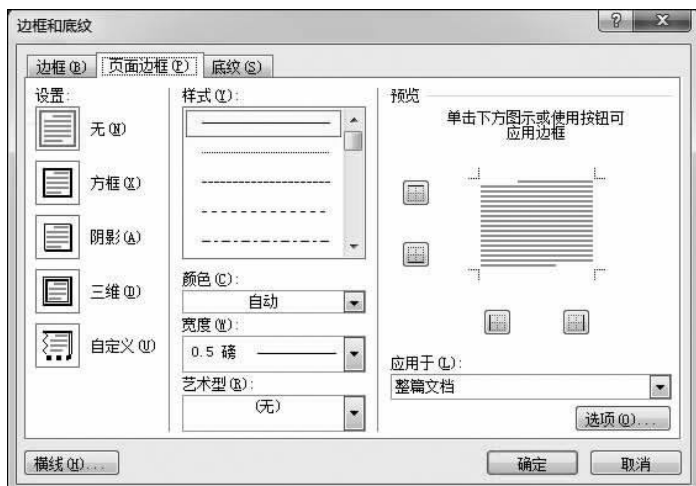 边框和底纹
边框(B) 页面边框(P) 底纹(S)
设置:
无(N)
方框(X)
阴影(A)
三维(D)
自定义(U)
样式(Y):
颜色(C):
自动
宽度(W):
0.5 磅
艺术型(R):
(无)
预览
单击下方图示或使用按钮可
应用边框
应用于(L):
整篇文档
选项(O)...
横线(H)...
确定
取消